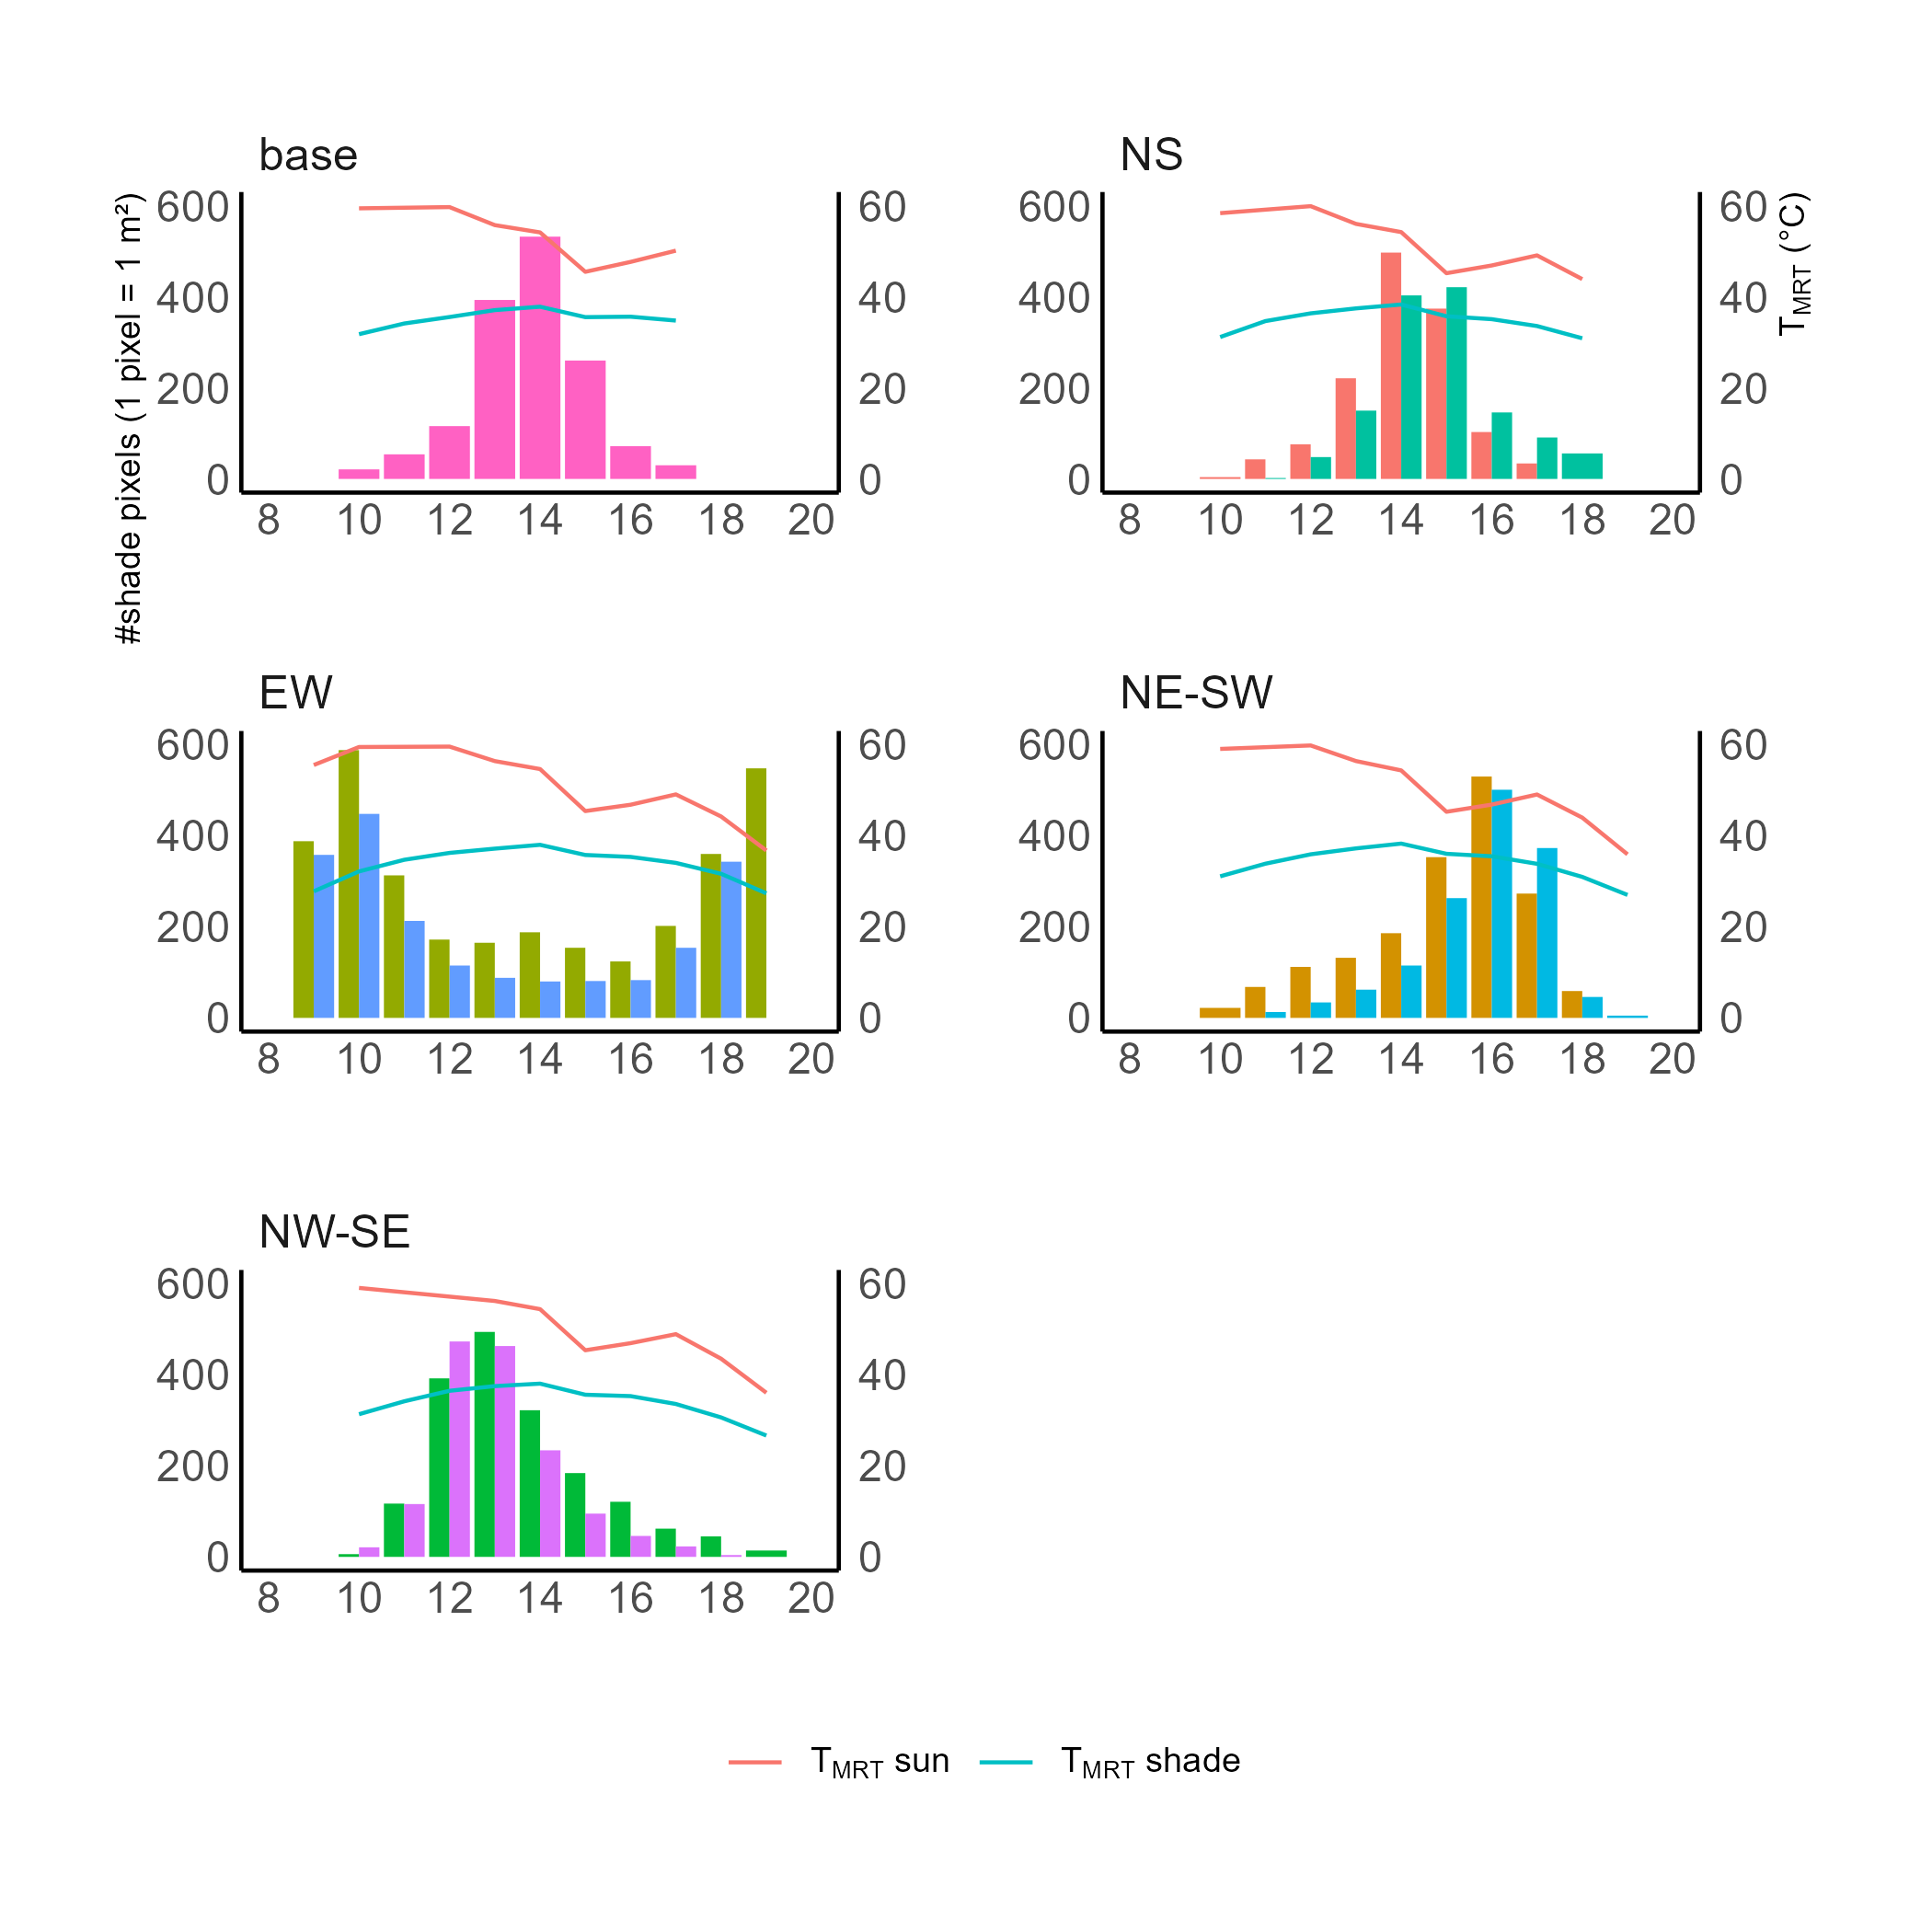 base
NS
#shade pixels (1 pixel = 1 m²)
600 60 600 60
400 40 400 40
200 20 200 20
0 0 0 0
8 10 12 14 16 18 20 8 10 12 14 16 18 20
T_MRT (°C)
EW
NE-SW
600 60 600 60
400 40 400 40
200 20 200 20
0 0 0 0
8 10 12 14 16 18 20 8 10 12 14 16 18 20
NW-SE
600 60
400 40
200 20
0 0
8 10 12 14 16 18 20
T_MRT sun T_MRT shade